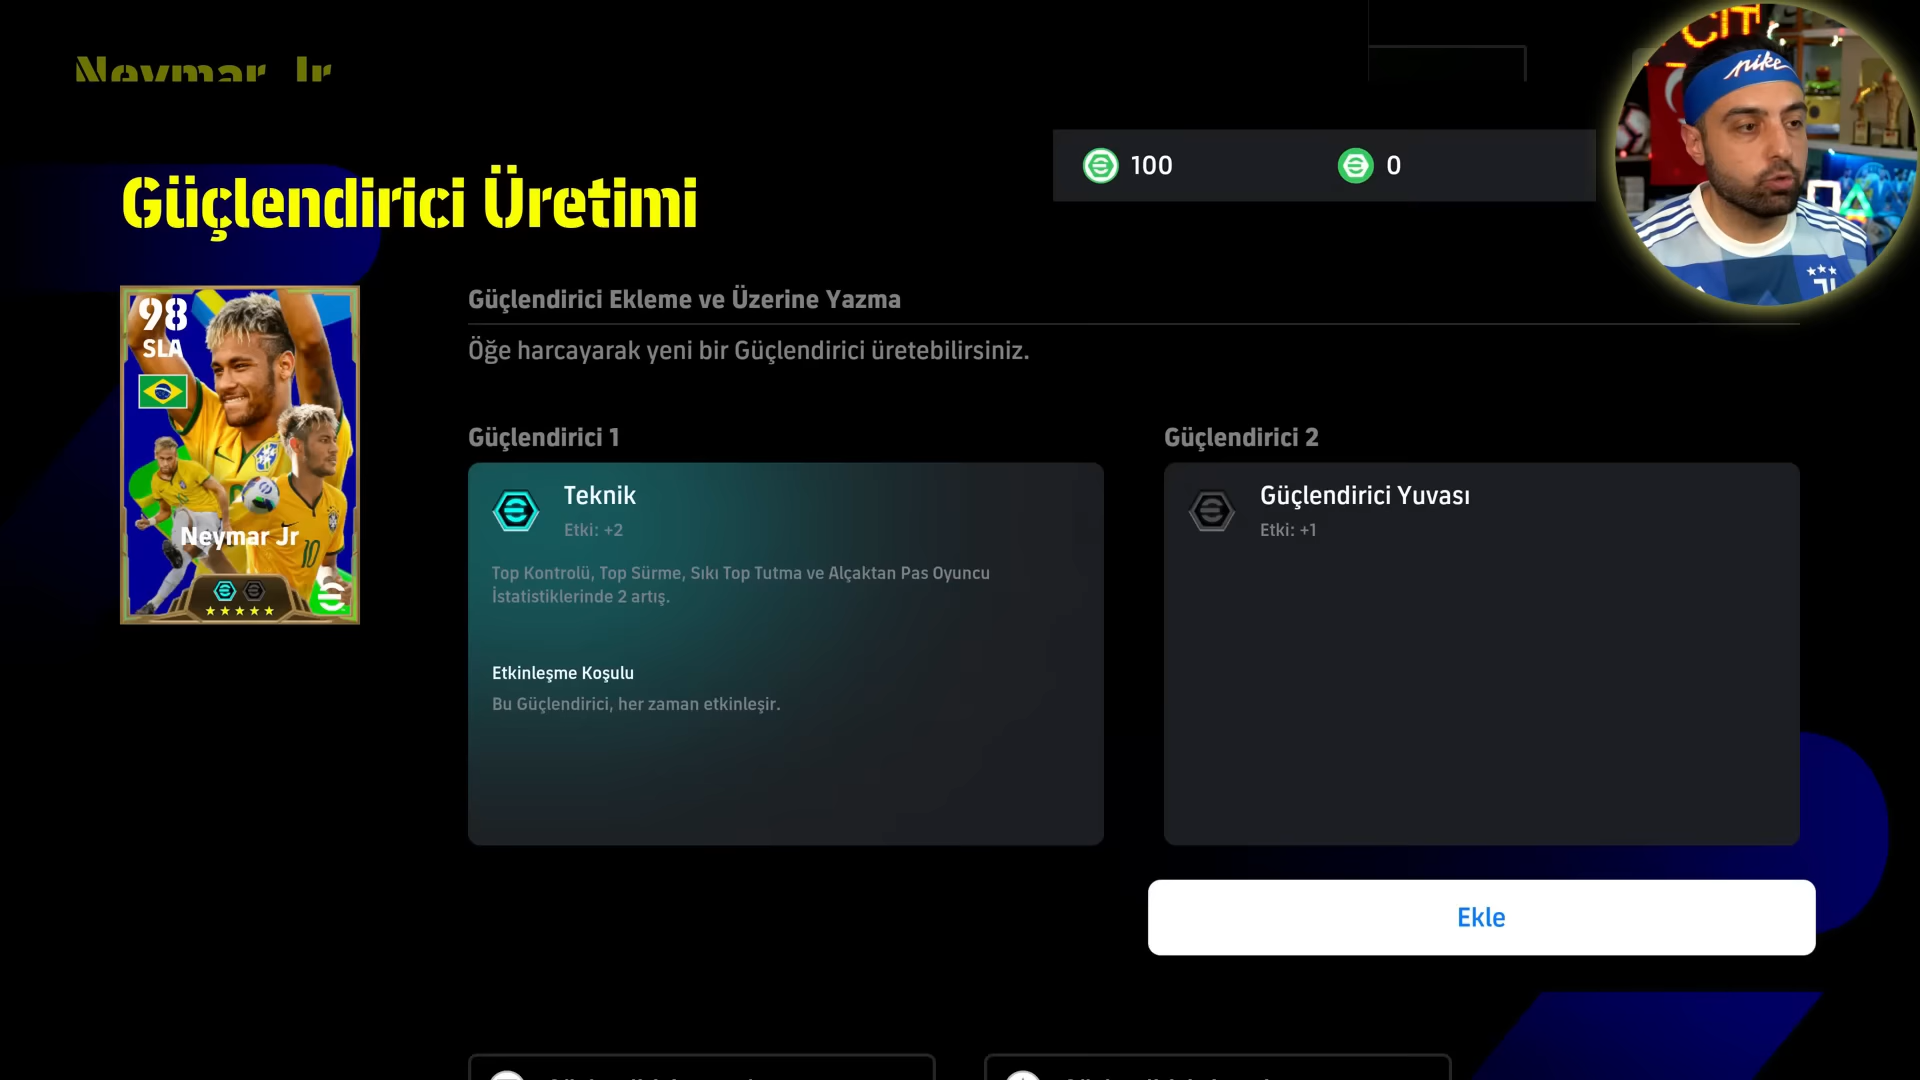 Neymar Jr
Güçlendirici Üretimi
100
0
nike
Güçlendirici Ekleme ve Üzerine Yazma
Öğe harcayarak yeni bir Güçlendirici üretebilirsiniz.
98
SLA
Neymar Jr
10
Güçlendirici 1
Teknik
Etki: +2
Top Kontrolü, Top Sürme, Sıkı Top Tutma ve Alçaktan Pas Oyuncu
İstatistiklerinde 2 artış.
Etkinleşme Koşulu
Bu Güçlendirici, her zaman etkinleşir.
Güçlendirici 2
Güçlendirici Yuvası
Etki: +1
Ekle